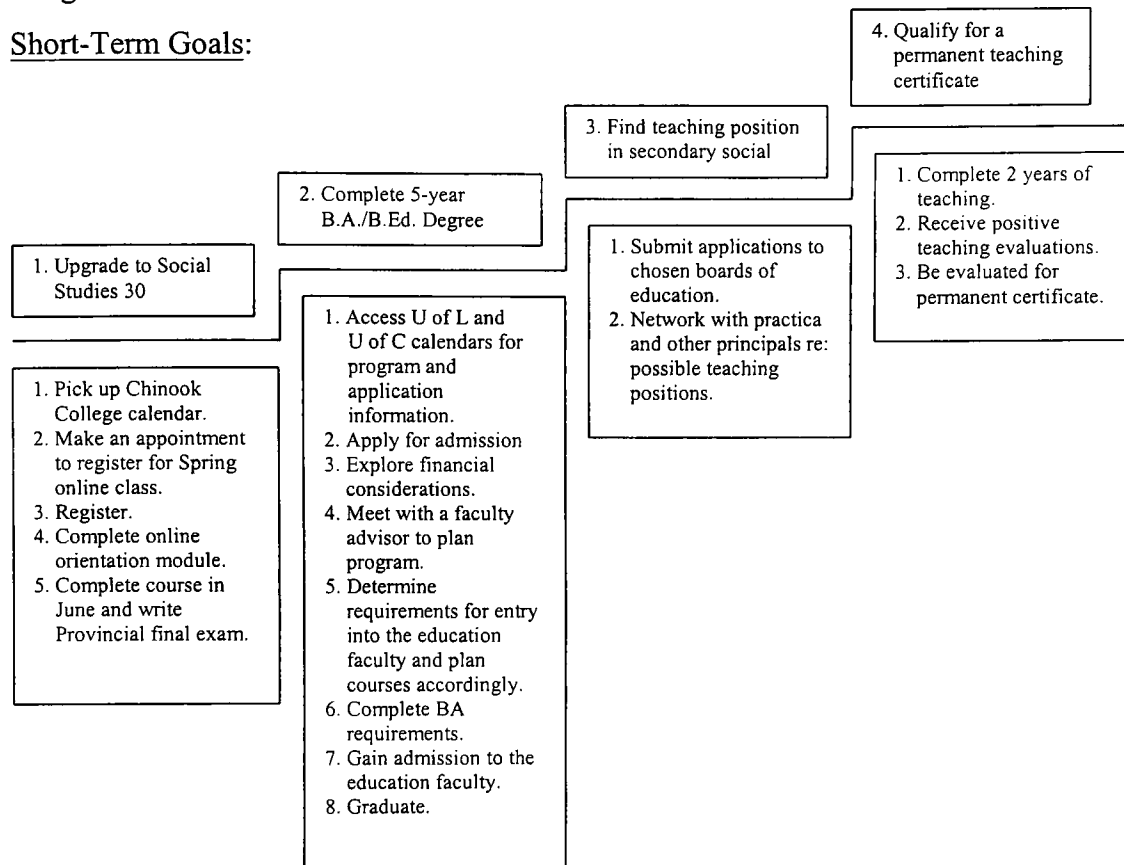 Short-Term Goals:
4. Qualify for a
permanent teaching
certificate
3. Find teaching position
in secondary social
2. Complete 5-year
B.A./B.Ed. Degree
1. Upgrade to Social
Studies 30
1. Pick up Chinook
College calendar.
2. Make an appointment
to register for Spring
online class.
3. Register.
4. Complete online
orientation module.
5. Complete course in
June and write
Provincial final exam.
1. Access U of L and
U of C calendars for
program and
application
information.
2. Apply for admission
3. Explore financial
considerations.
4. Meet with a faculty
advisor to plan
program.
5. Determine
requirements for entry
into the education
faculty and plan
courses accordingly.
6. Complete BA
requirements.
7. Gain admission to the
education faculty.
8. Graduate.
1. Submit applications to
chosen boards of
education.
2. Network with practica
and other principals re:
possible teaching
positions.
1. Complete 2 years of
teaching.
2. Receive positive
teaching evaluations.
3. Be evaluated for
permanent certificate.